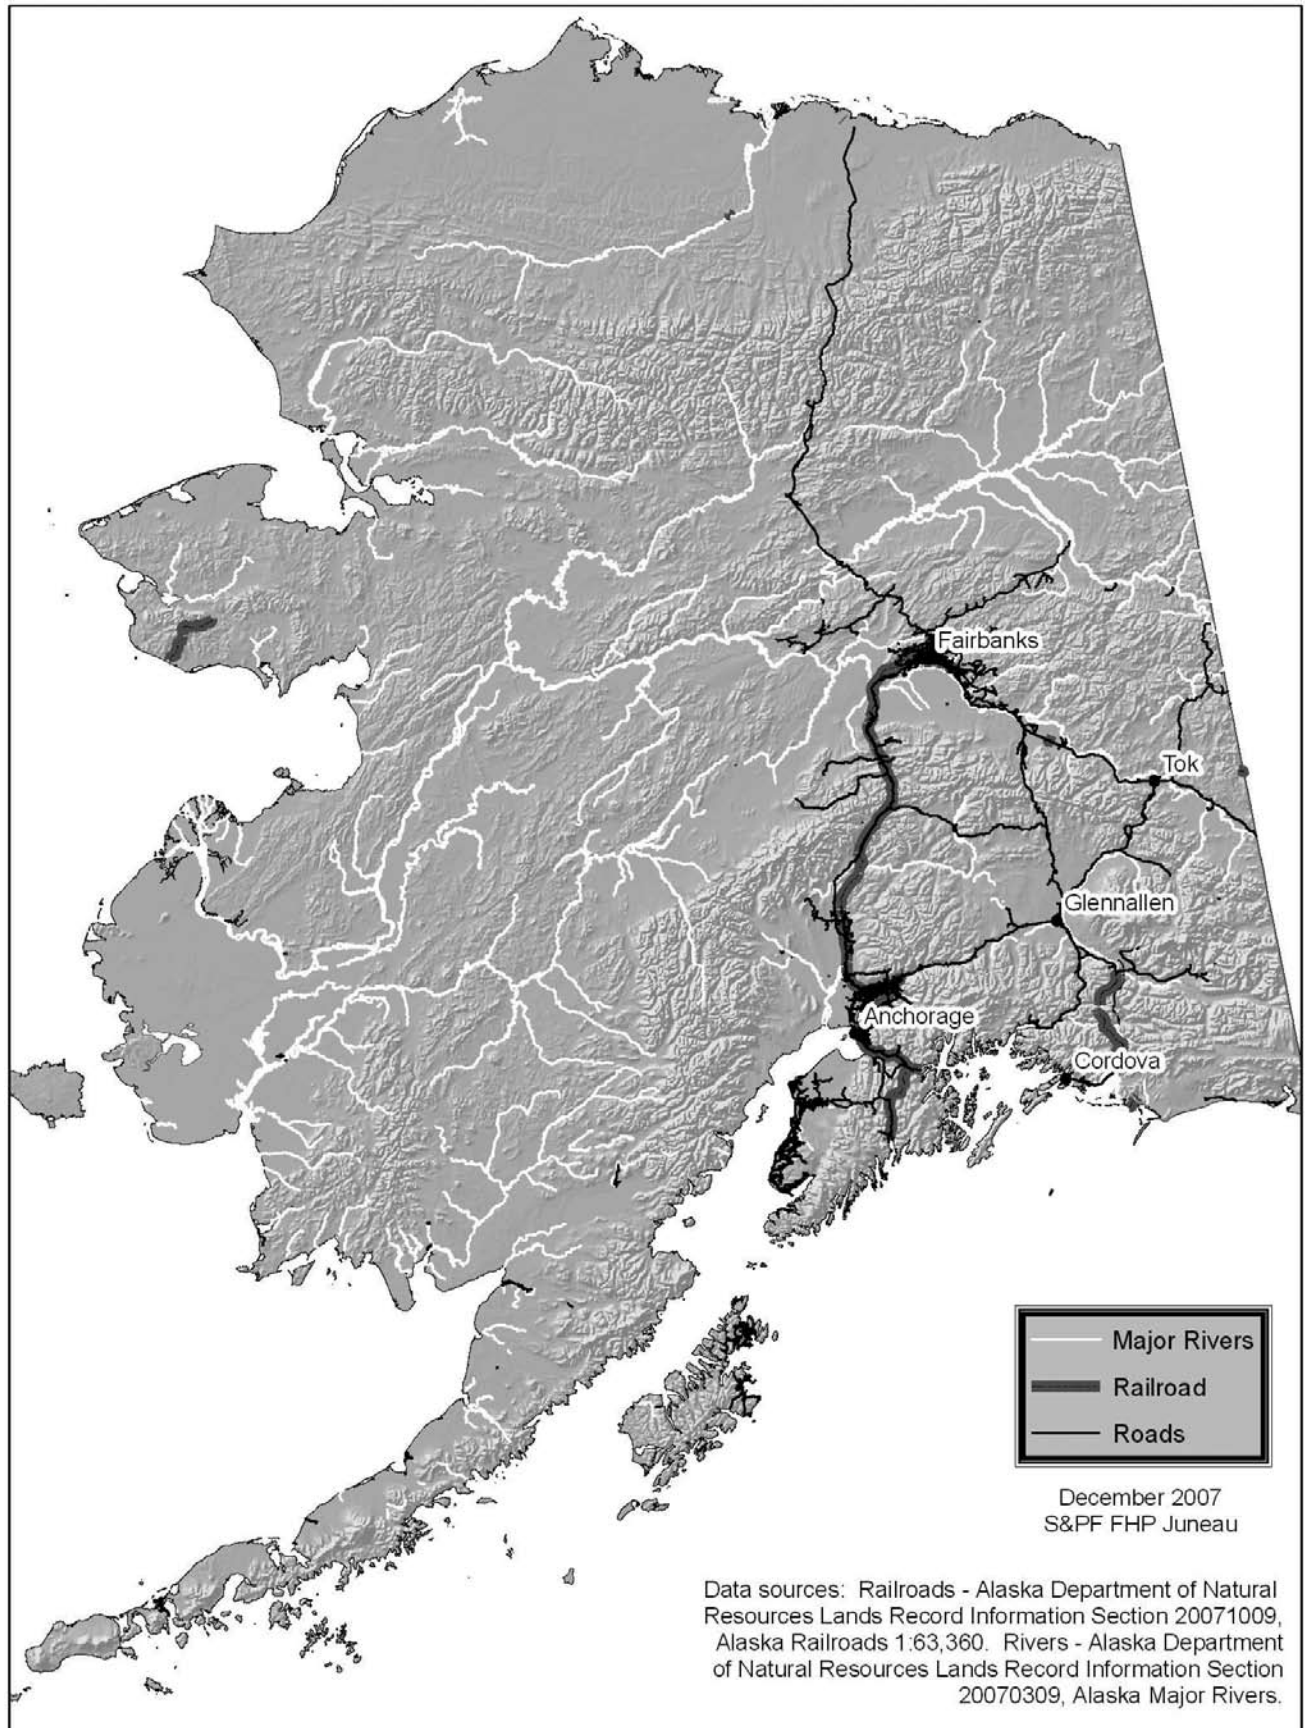 Fairbanks
Tok
Glennallen
Anchorage
Cordova
Major Rivers
Railroad
Roads
December 2007
S&PF FHP Juneau
Data sources:  Railroads - Alaska Department of Natural
Resources Lands Record Information Section 20071009,
Alaska Railroads 1:63,360.  Rivers - Alaska Department
of Natural Resources Lands Record Information Section
20070309, Alaska Major Rivers.